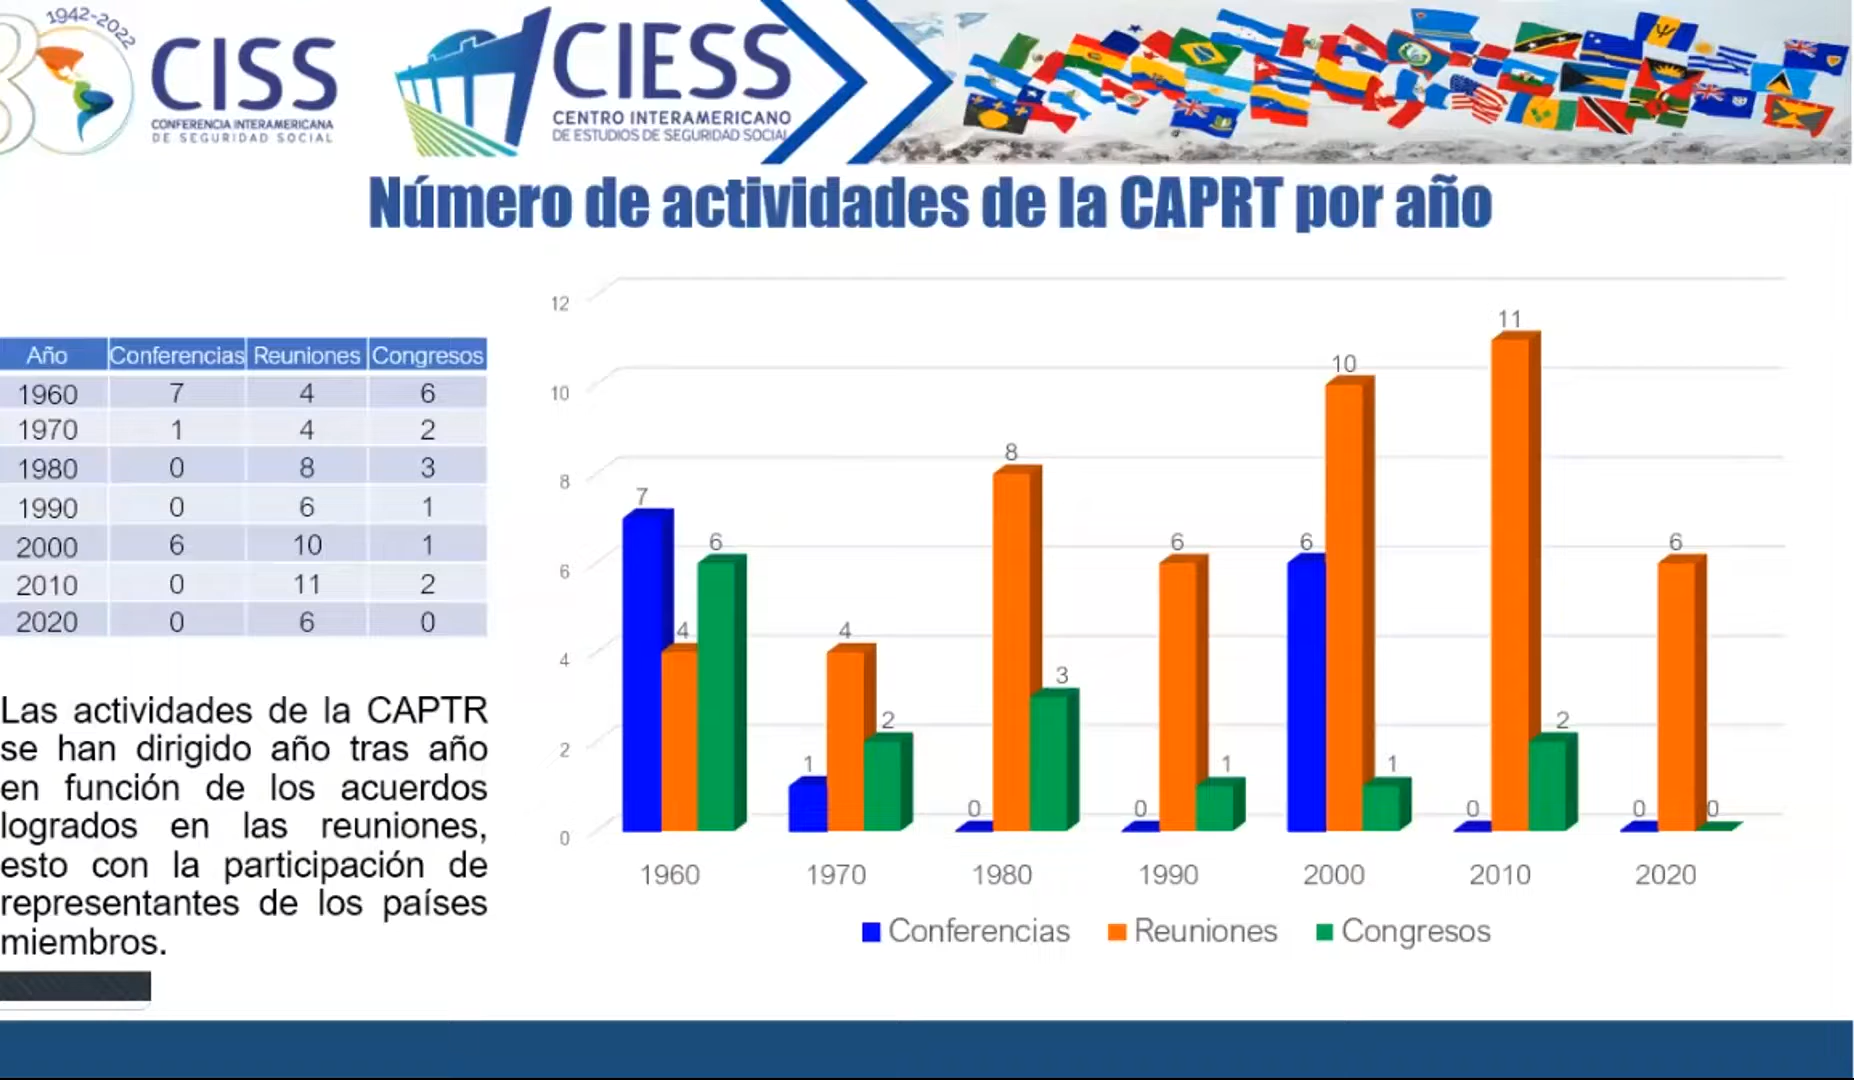 1942-2022
CISS
CONFERENCIA INTERAMERICANA
DE SEGURIDAD SOCIAL
CIESS
CENTRO INTERAMERICANO
DE ESTUDIOS DE SEGURIDAD SOCIAL
Número de actividades de la CAPRT por año
Año Conferencias Reuniones Congresos
1960 7 4 6
1970 1 4 2
1980 0 8 3
1990 0 6 1
2000 6 10 1
2010 0 11 2
2020 0 6 0
Las actividades de la CAPTR
se han dirigido año tras año
en función de los acuerdos
logrados en las reuniones,
esto con la participación de
representantes de los países
miembros.
12
10
8
6
4
2
0
7 4 6
1 4 2
0 8 3
0 6 1
6 10 1
0 11 2
0 6 0
1960 1970 1980 1990 2000 2010 2020
Conferencias Reuniones Congresos